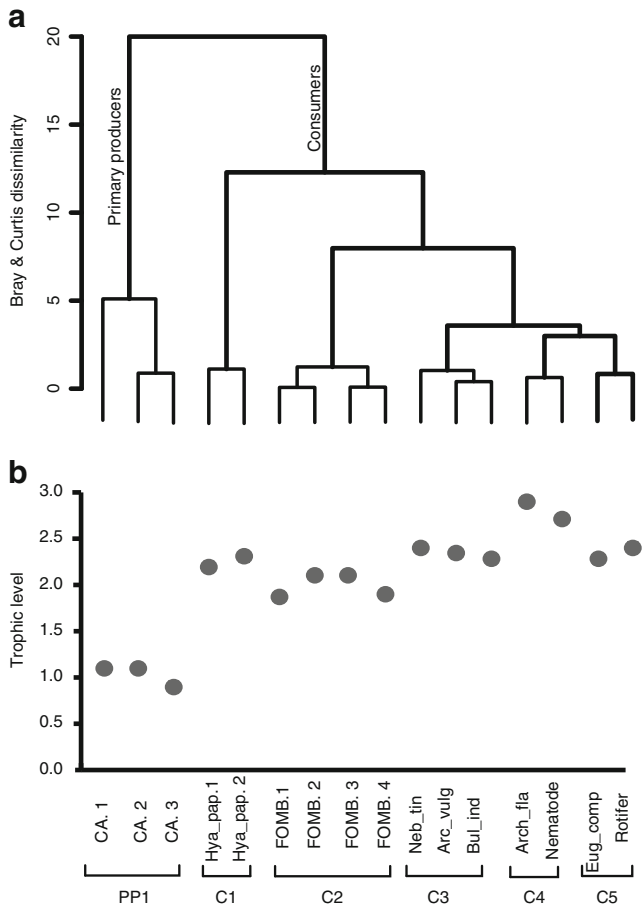 a
20
15
10
5
0
Bray & Curtis dissimilarity
Primary producers
Consumers
b
3.0
2.5
2.0
1.5
1.0
0.5
0.0
Trophic level
CA. 1
CA. 2
CA. 3
Hya_pap.1
Hya_pap. 2
FOMB.1
FOMB. 2
FOMB. 3
FOMB. 4
Neb_tin
Arc_vulg
Bul_ind
Arch_fla
Nematode
Eug_comp
Rotifer
PP1
C1
C2
C3
C4
C5